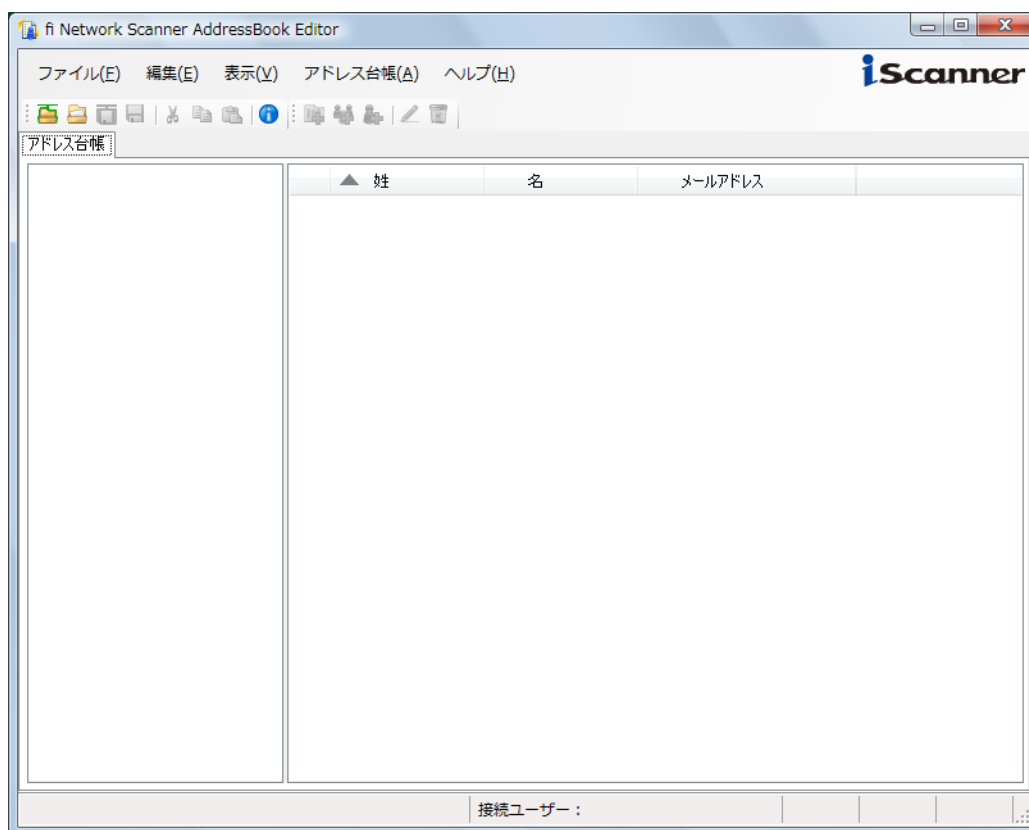 fi Network Scanner AddressBook Editor
ファイル(F) 編集(E) 表示(V) アドレス台帳(A) ヘルプ(H)
iScanner
アドレス台帳
姓 名 メールアドレス
接続ユーザー：